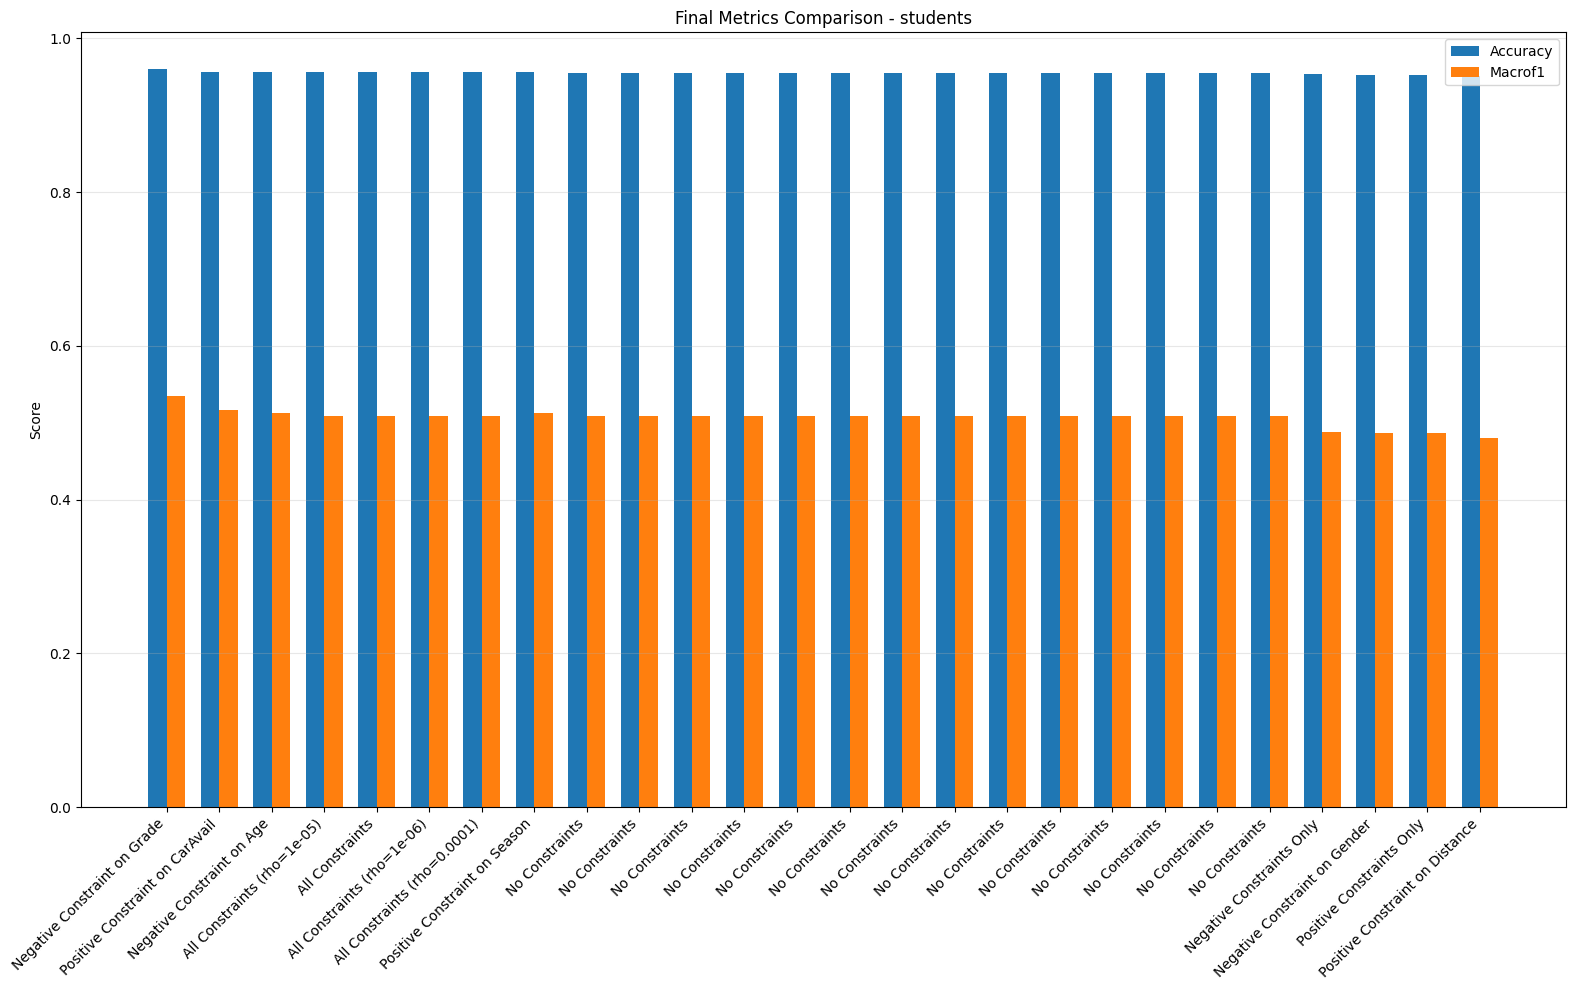 Final Metrics Comparison - students
Accuracy
Macrof1
Score
1.0
0.8
0.6
0.4
0.2
0.0
Negative Constraint on Grade
Positive Constraint on CarAvail
Negative Constraint on Age
All Constraints (rho=1e-05)
All Constraints
All Constraints (rho=1e-06)
All Constraints (rho=0.0001)
Positive Constraint on Season
No Constraints
No Constraints
No Constraints
No Constraints
No Constraints
No Constraints
No Constraints
No Constraints
No Constraints
No Constraints
No Constraints
No Constraints
No Constraints
No Constraints
Negative Constraints Only
Negative Constraint on Gender
Positive Constraints Only
Positive Constraint on Distance